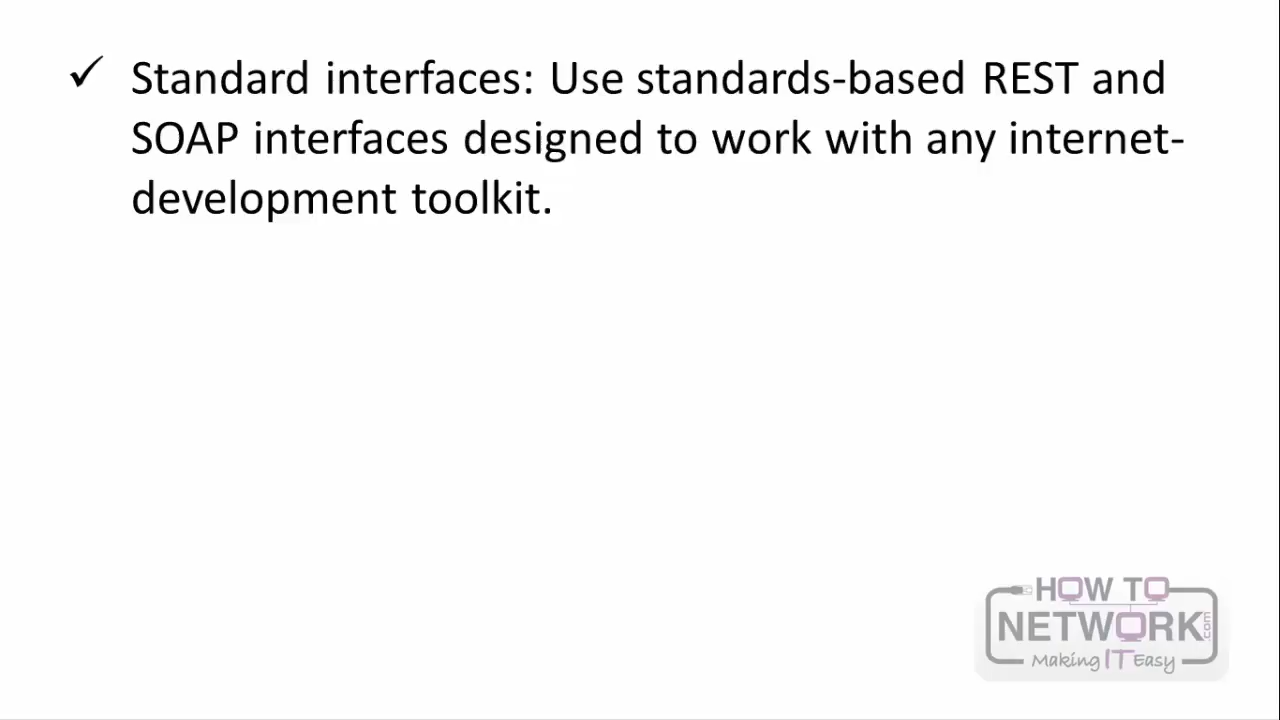 ✓ Standard interfaces: Use standards-based REST and
SOAP interfaces designed to work with any internet-
development toolkit.
HOW TO
NETWORK.com
Making IT Easy